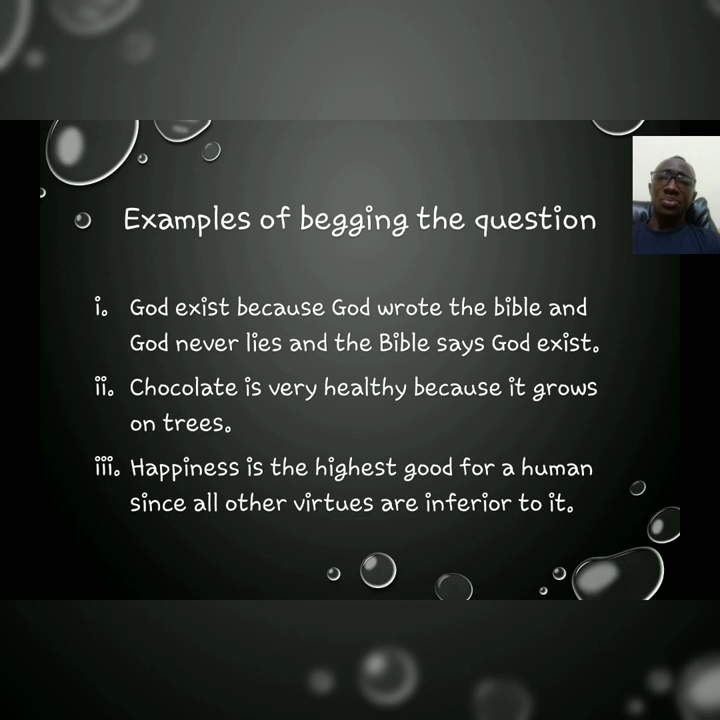 Examples of begging the question
i. God exist because God wrote the bible and
God never lies and the Bible says God exist.
ii. Chocolate is very healthy because it grows
on trees.
iii. Happiness is the highest good for a human
since all other virtues are inferior to it.